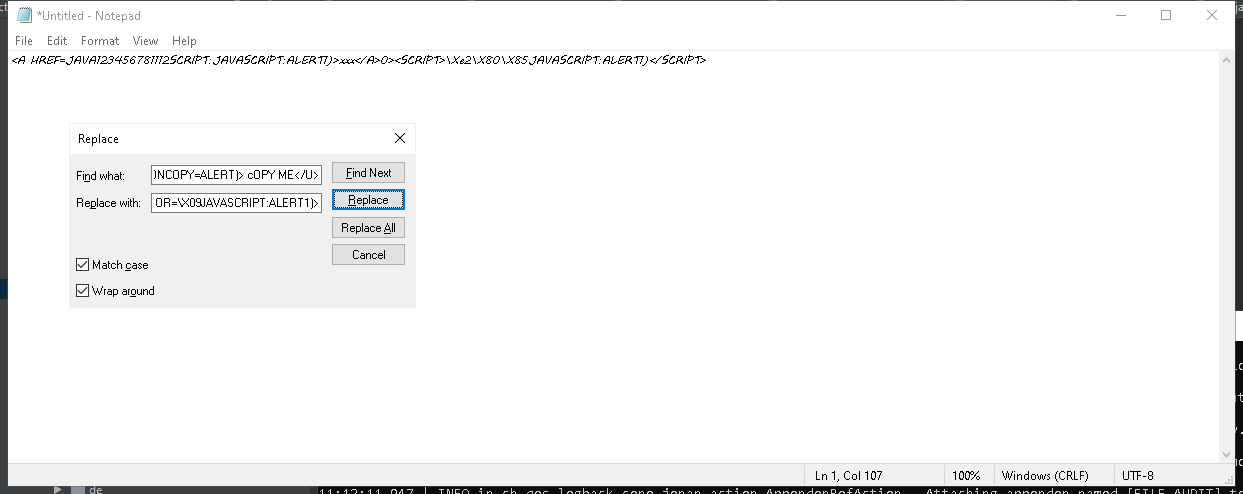 *Untitled - Notepad
File Edit Format View Help
<A HREF=JAVA1234567811112SCRIPT:JAVASCRIPT:ALERT1)>xxx</A>0><SCRIPT>\Xe2\X80\X85JAVASCRIPT:ALERT1)</SCRIPT>
Replace
Find what: )NCOPY=ALERT)> cOPY ME</U> Find Next
Replace with: OR=\X09JAVASCRIPT:ALERT1)> Replace
Replace All
Cancel
Match case
Wrap around
Ln 1, Col 107 100% Windows (CRLF) UTF-8
de
11:12:11,947 | INFO in ch.qos.logback.core.joran.action.AppenderRefAction - Attaching appender named [FILE_AUDIT] t